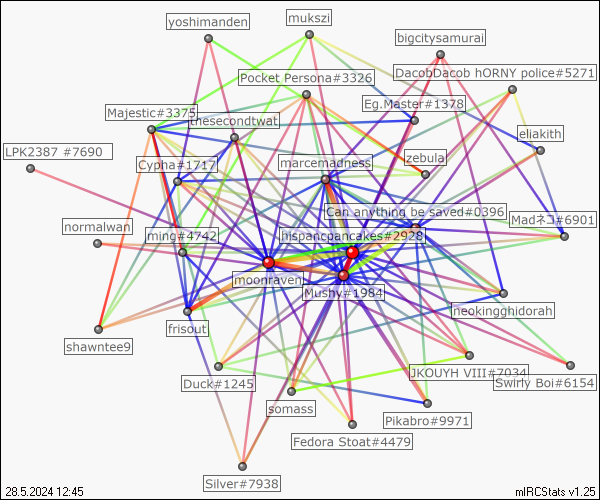 yoshimanden
mukszi
bigcitysamurai
Pocket Persona#3326
DacobDacob hORNY police#5271
Majestic#3375
Eg.Master#1378
thesecondtwat
eliakith
LPK2387 #7690
Cypha#1717
marcemadness
zebula
Can anything be saved#0396
normalwan
ming#4742
hispanopancakes#2928
Madネコ#6901
moonraven
Mushy#1984
neokingghidorah
frisout
shawntee9
JKOUYH VIII#7034
Duck#1245
Swirly Boi#6154
somass
Pikabro#9971
Fedora Stoat#4479
Silver#7938
28.5.2024 12:45
mIRCStats v1.25